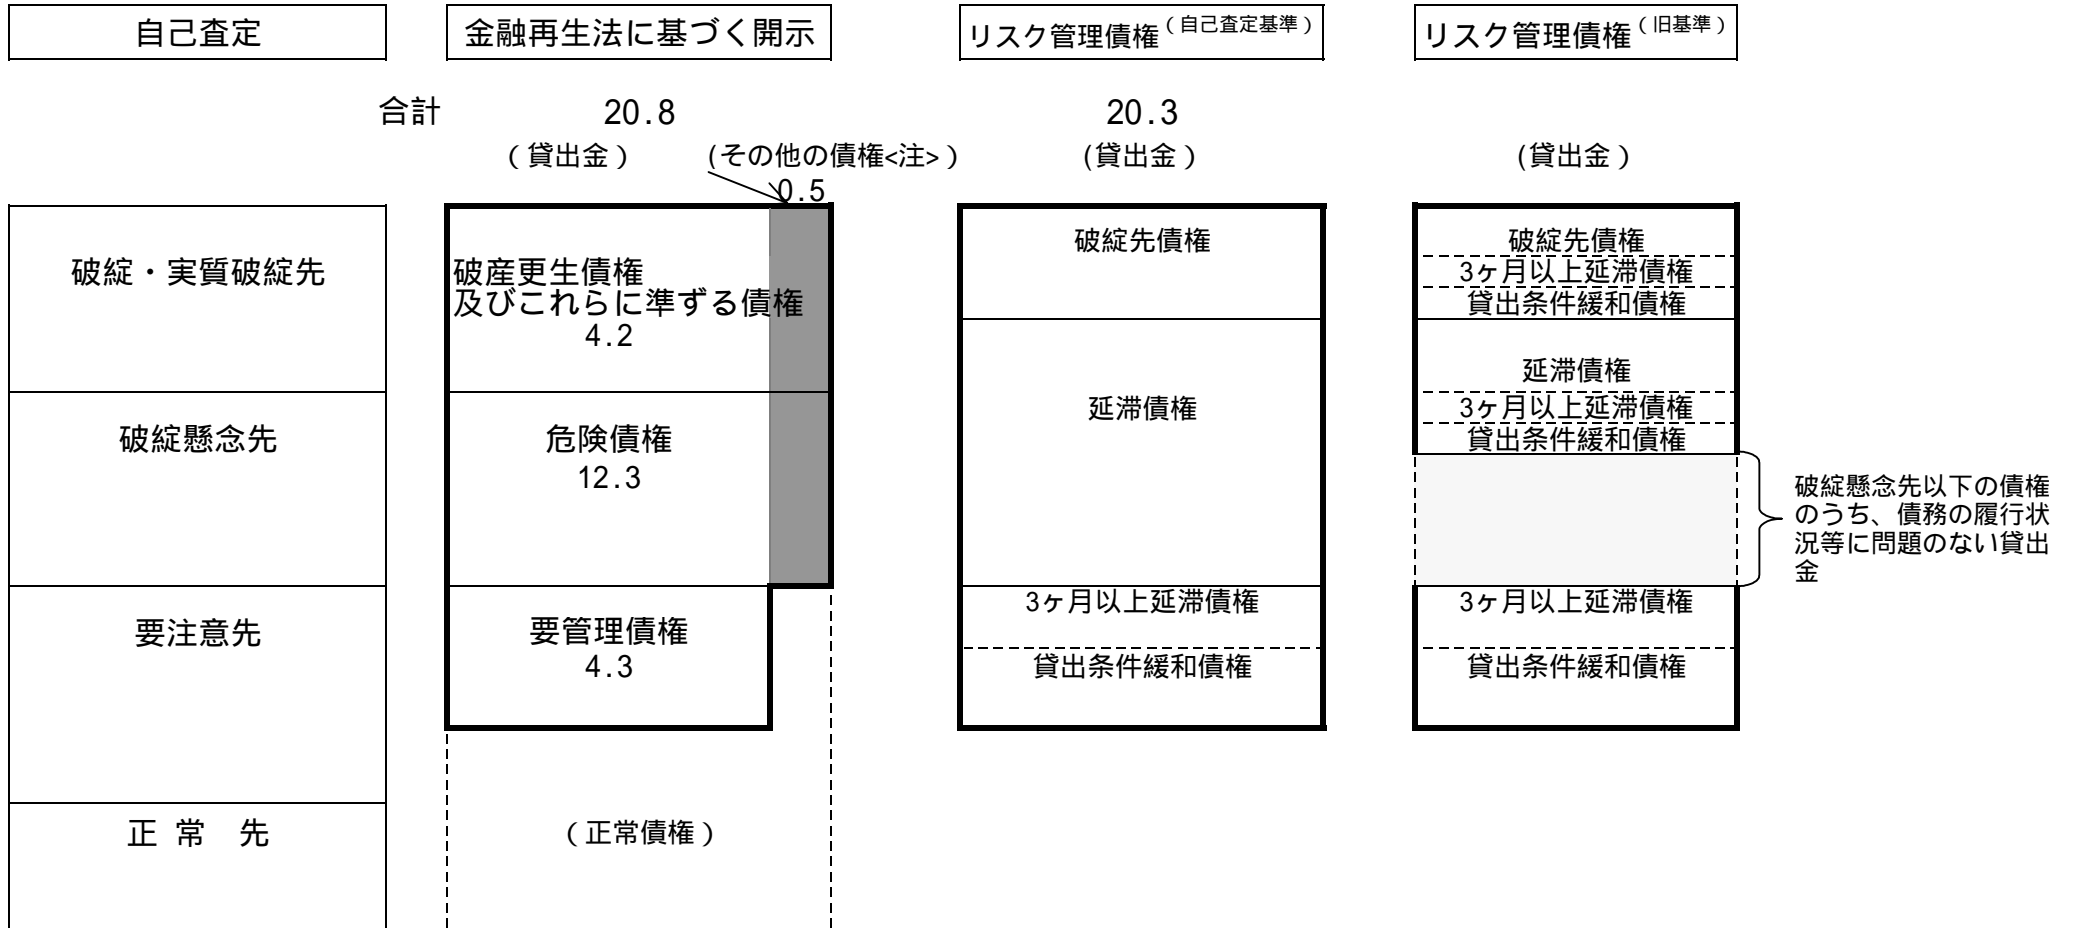 自己査定
金融再生法に基づく開示
リスク管理債権(自己査定基準)
リスク管理債権(旧基準)
合計 20.8 20.3
(貸出金) (その他の債権<注>) (貸出金) (貸出金)
0.5
破綻・実質破綻先
破綻懸念先
要注意先
正 常 先
破産更生債権
及びこれらに準ずる債権
4.2
危険債権
12.3
要管理債権
4.3
(正常債権)
破綻先債権
延滞債権
3ヶ月以上延滞債権
貸出条件緩和債権
破綻先債権
3ヶ月以上延滞債権
貸出条件緩和債権
延滞債権
3ヶ月以上延滞債権
貸出条件緩和債権
3ヶ月以上延滞債権
貸出条件緩和債権
破綻懸念先以下の債権
のうち、債務の履行状
況等に問題のない貸出
金